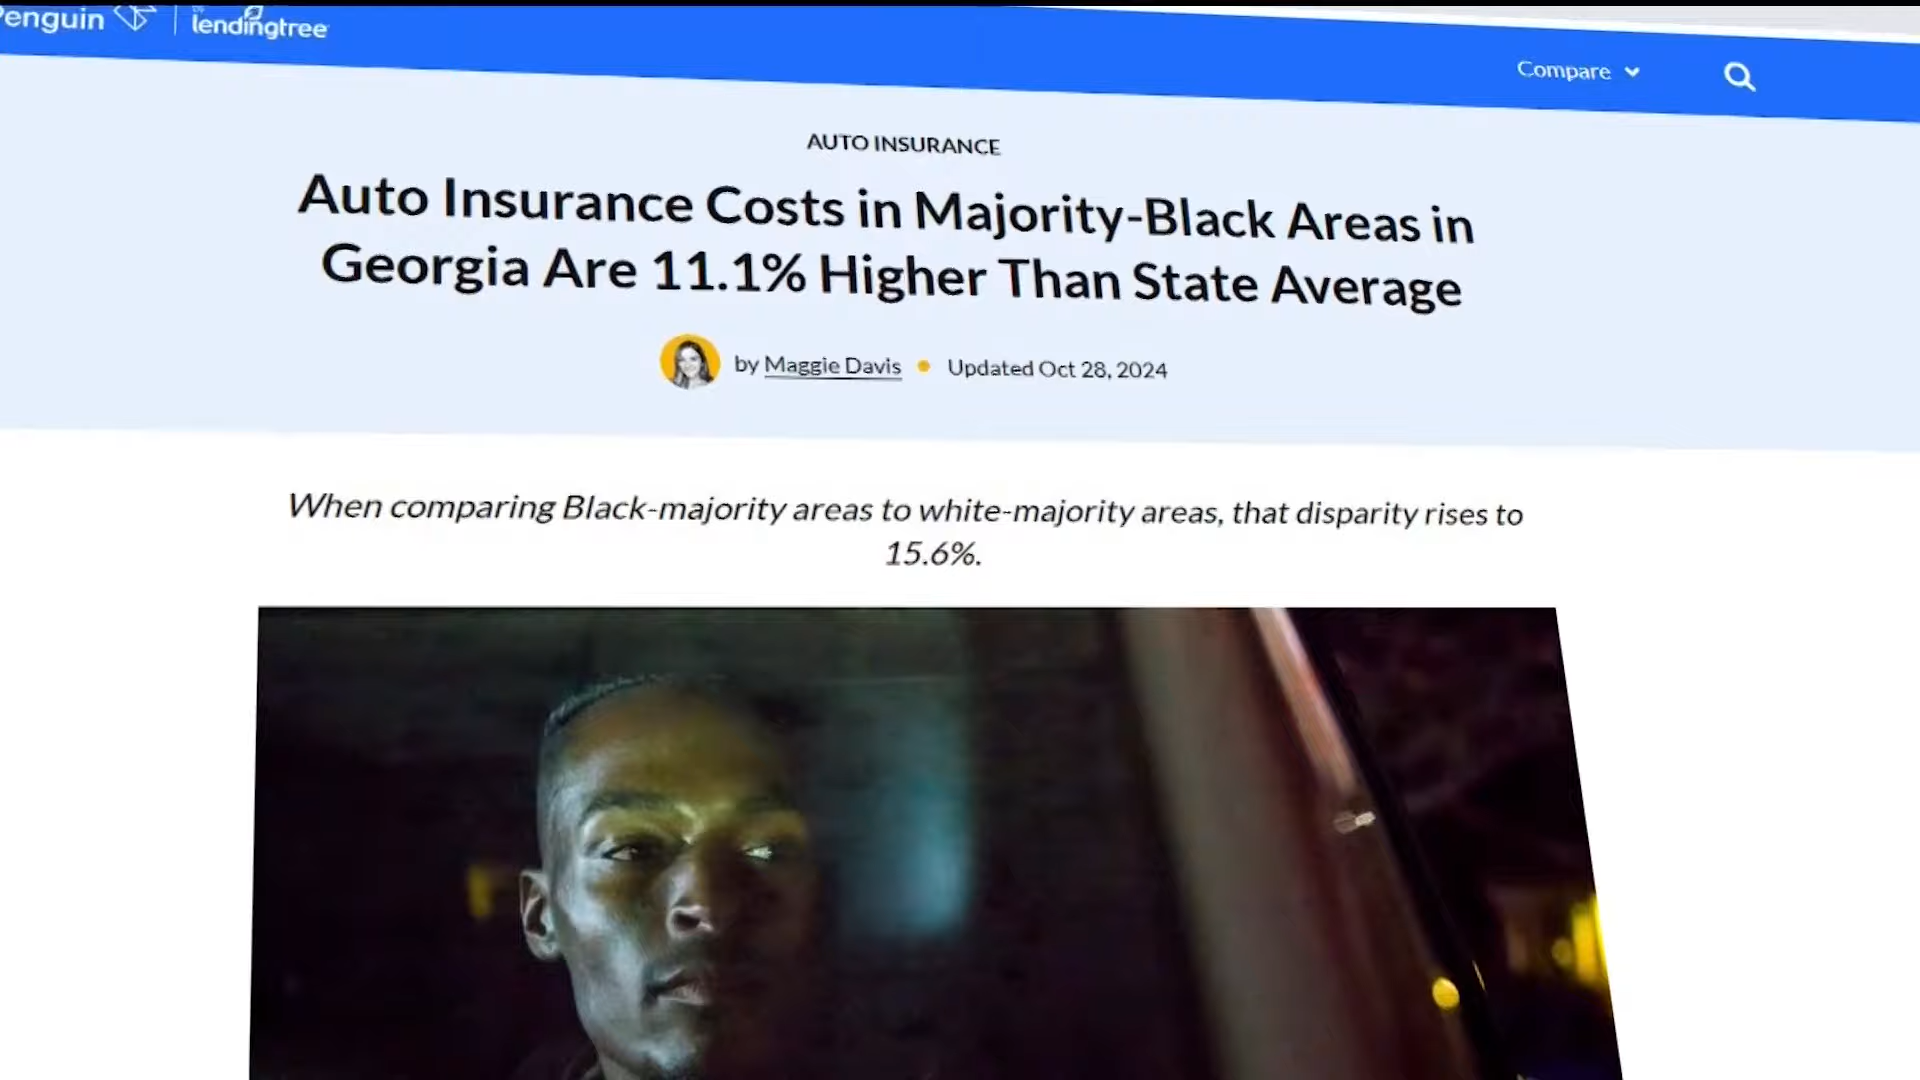 Penguin
by lendingtree
Compare
AUTO INSURANCE
Auto Insurance Costs in Majority-Black Areas in
Georgia Are 11.1% Higher Than State Average
by Maggie Davis • Updated Oct 28, 2024
When comparing Black-majority areas to white-majority areas, that disparity rises to
15.6%.